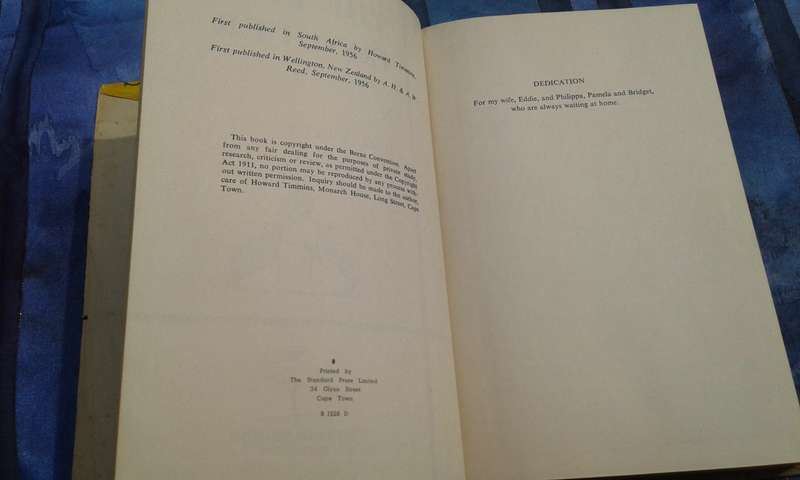 First published in South Africa by Howard Timmins,
September, 1956
First published in Wellington, New Zealand by A. H. & A. W.
Reed, September, 1956
This book is copyright under the Berne Convention. Apart
from any fair dealing for the purposes of private study,
research, criticism or review, as permitted under the Copyright
Act 1911, no portion may be reproduced by any process with-
out written permission. Inquiry should be made to the author,
care of Howard Timmins, Monarch House, Long Street, Cape
Town.
Printed by
The Standard Press Limited
34 Glynn Street
Cape Town
DEDICATION
For my wife, Eddie, and Philippa, Pamela and Bridget,
who are always waiting at home.